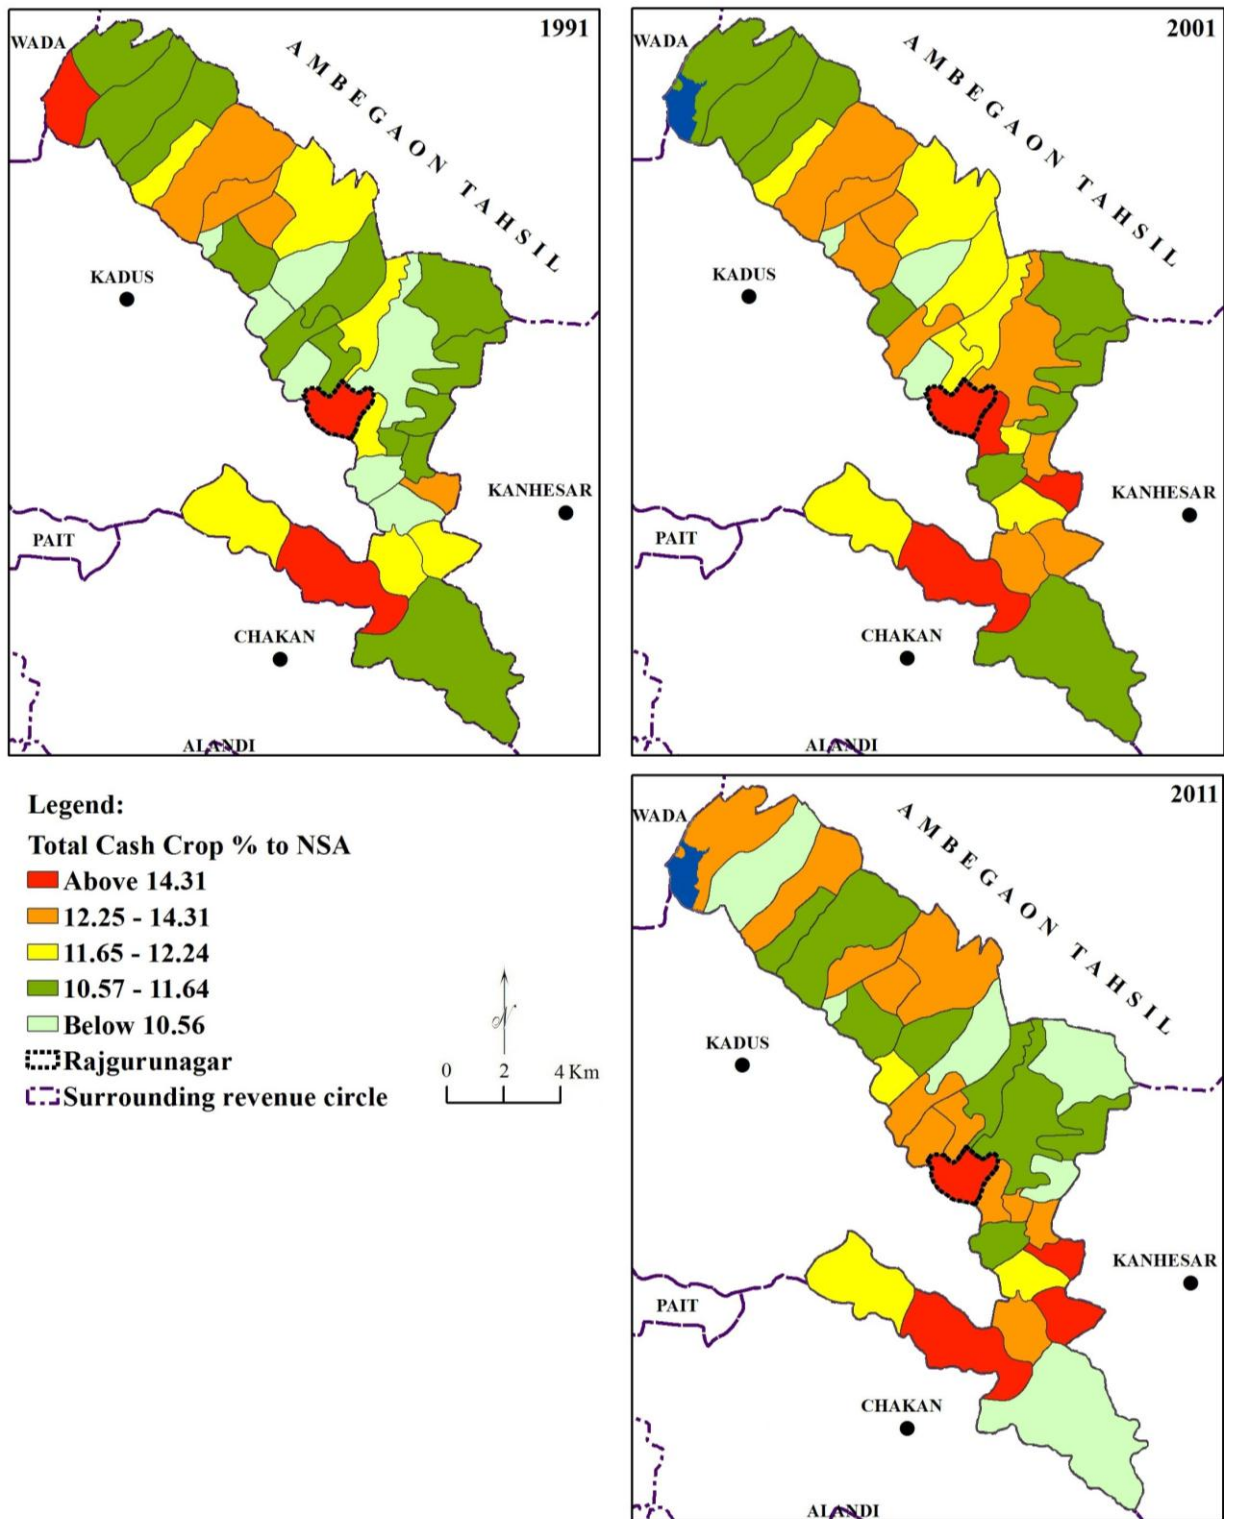 1991
WADA
AMBEGAON TAHSIL
KADUS
KANHESAR
PAIT
CHAKAN
ALANDI
2001
WADA
AMBEGAON TAHSIL
KADUS
KANHESAR
PAIT
CHAKAN
ALANDI
Legend:
Total Cash Crop % to NSA
Above 14.31
12.25 - 14.31
11.65 - 12.24
10.57 - 11.64
Below 10.56
Rajgurunagar
Surrounding revenue circle
N
0 2 4 Km
2011
WADA
AMBEGAON TAHSIL
KADUS
KANHESAR
PAIT
CHAKAN
ALANDI